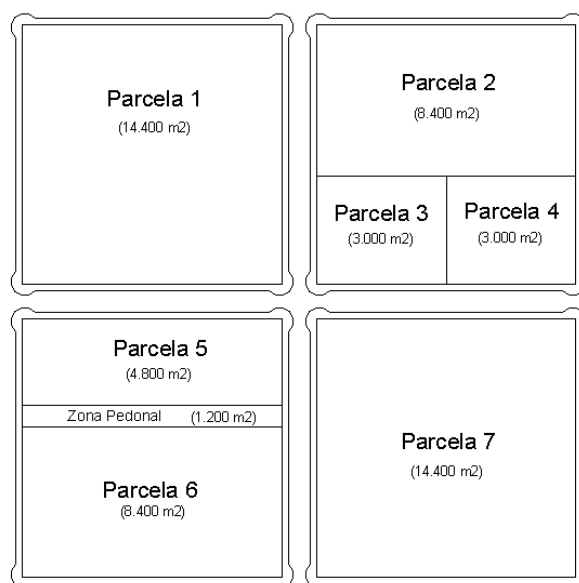 Parcela 1
(14.400 m2)
Parcela 2
(8.400 m2)
Parcela 3
(3.000 m2)
Parcela 4
(3.000 m2)
Parcela 5
(4.800 m2)
Zona Pedonal (1.200 m2)
Parcela 6
(8.400 m2)
Parcela 7
(14.400 m2)